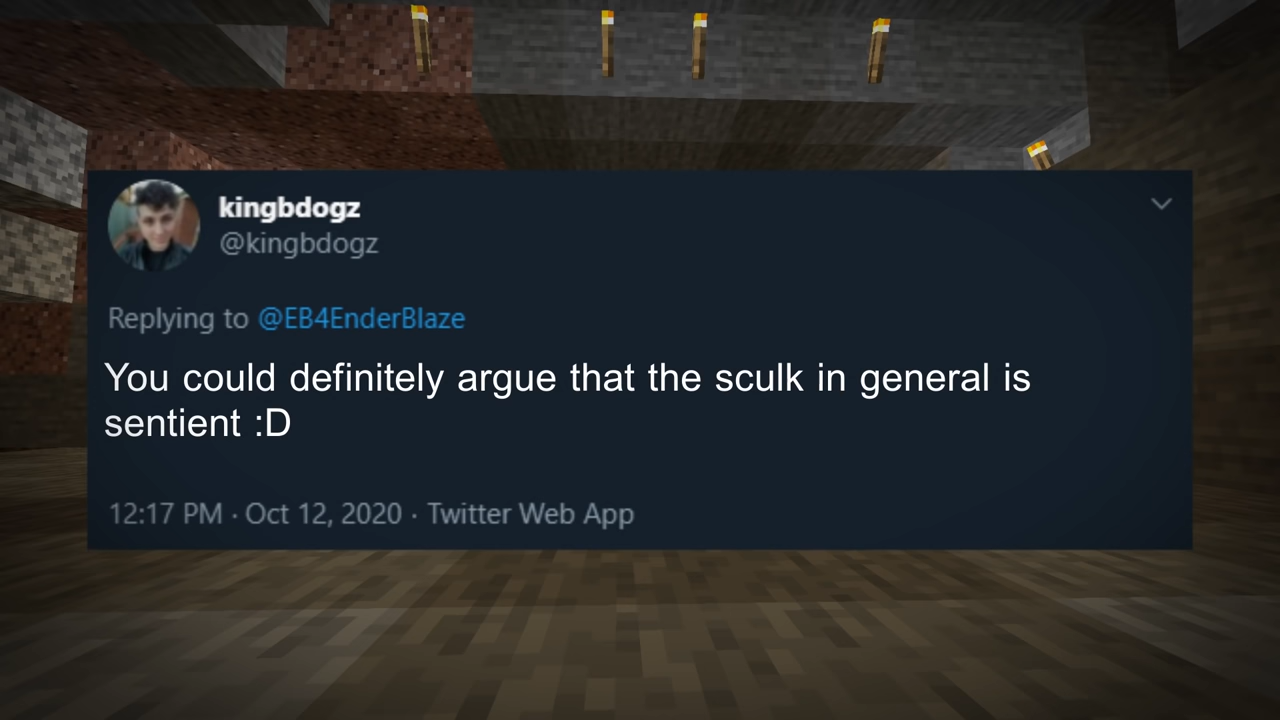 kingbdogz
@kingbdogz
Replying to @EB4EnderBlaze
You could definitely argue that the sculk in general is
sentient :D
12:17 PM · Oct 12, 2020 · Twitter Web App